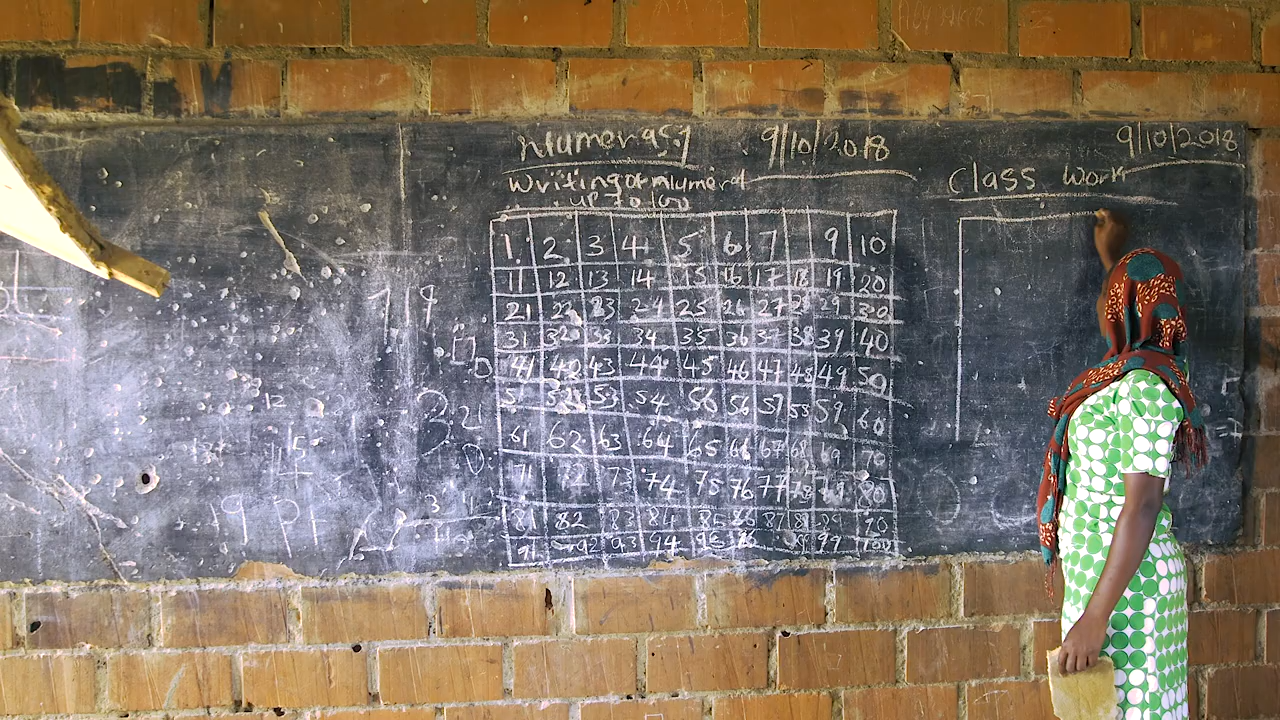 Numeracy 9/10/2018
Writing of Numeral
up to 100
1 2 3 4 5 6 7 9 10
11 12 13 14 15 16 17 18 19 20
21 22 23 24 25 26 27 28 29 30
31 32 33 34 35 36 37 38 39 40
41 42 43 44 45 46 47 48 49 50
51 52 53 54 56 56 57 58 59 60
61 62 63 64 65 66 67 68 69 70
71 72 73 74 75 76 77 78 79 80
81 82 83 84 85 86 87 88 89 90
91 92 93 94 95 96 98 99 100
9/10/2018
Class Work